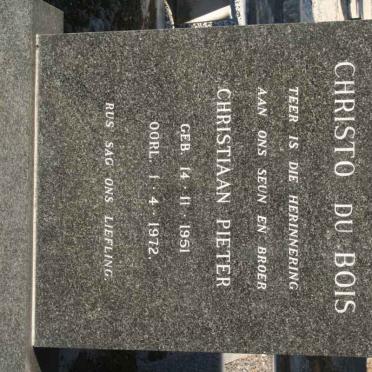 CHRISTO DU BOIS
TEER IS DIE HERINNERING
AAN ONS SEUN EN BROER
CHRISTIAAN PIETER
GEB. 14·11·1951
OORL. 1·4·1972.
RUS SAG ONS LIEFLING.